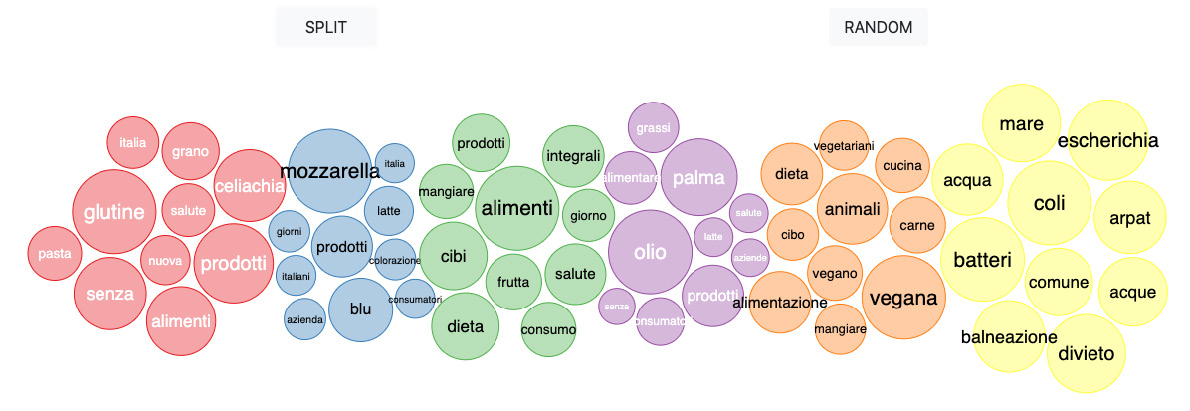 SPLIT
RANDOM
italia
grano
celiachia
glutine
salute
pasta
nuova
prodotti
senza
alimenti
mozzarella
italia
latte
giorni
prodotti
colorazione
italiani
consumatori
blu
azienda
prodotti
integrali
mangiare
alimenti
giorno
cibi
frutta
salute
dieta
consumo
grassi
alimentare
palma
salute
latte
olio
aziende
prodotti
senza
onsumato
vegetariani
dieta
cucina
animali
cibo
carne
vegano
alimentazione
vegana
mangiare
mare
escherichia
acqua
coli
arpat
batteri
comune
acque
balneazione
divieto